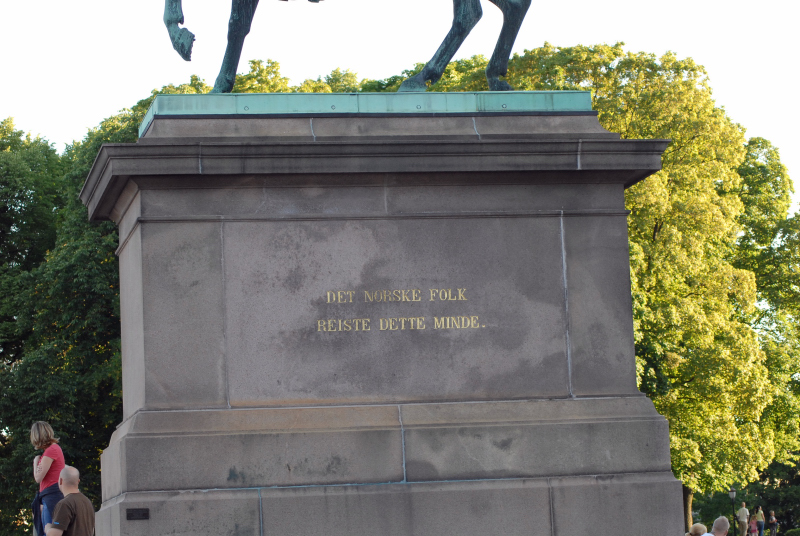 DET NORSKE FOLK
REISTE DETTE MINDE.